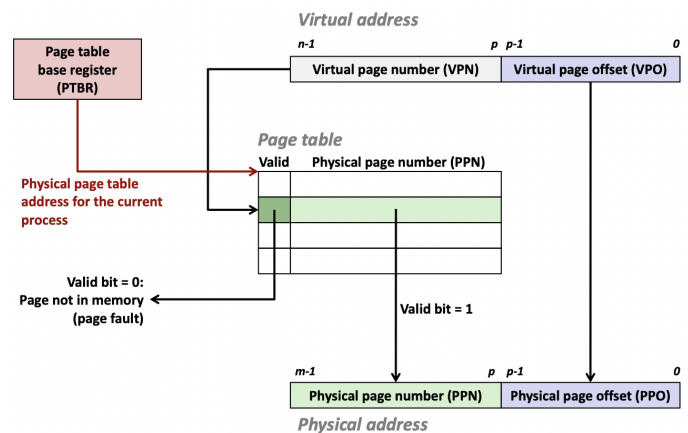 Virtual address
Page table
base register
(PTBR)
n-1 p p-1 0
Virtual page number (VPN) Virtual page offset (VPO)
Page table
Valid Physical page number (PPN)
Physical page table
address for the current
process
Valid bit = 0:
Page not in memory
(page fault)
Valid bit = 1
m-1 p p-1 0
Physical page number (PPN) Physical page offset (PPO)
Physical address